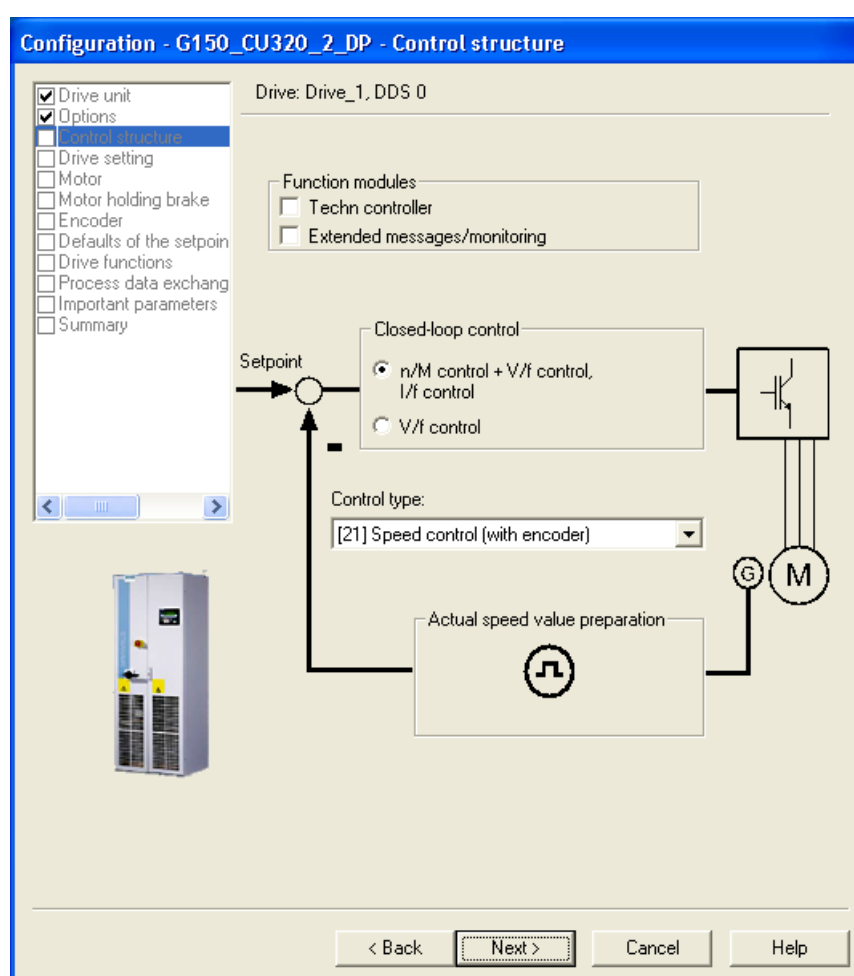 Configuration - G150_CU320_2_DP - Control structure
Drive unit
Options
Control structure
Drive setting
Motor
Motor holding brake
Encoder
Defaults of the setpoin
Drive functions
Process data exchang
Important parameters
Summary
Drive: Drive_1, DDS 0
Function modules
Techn controller
Extended messages/monitoring
Closed-loop control
n/M control + V/f control,
I/f control
V/f control
Setpoint
Control type:
[21] Speed control (with encoder)
G
M
Actual speed value preparation
< Back
Next >
Cancel
Help